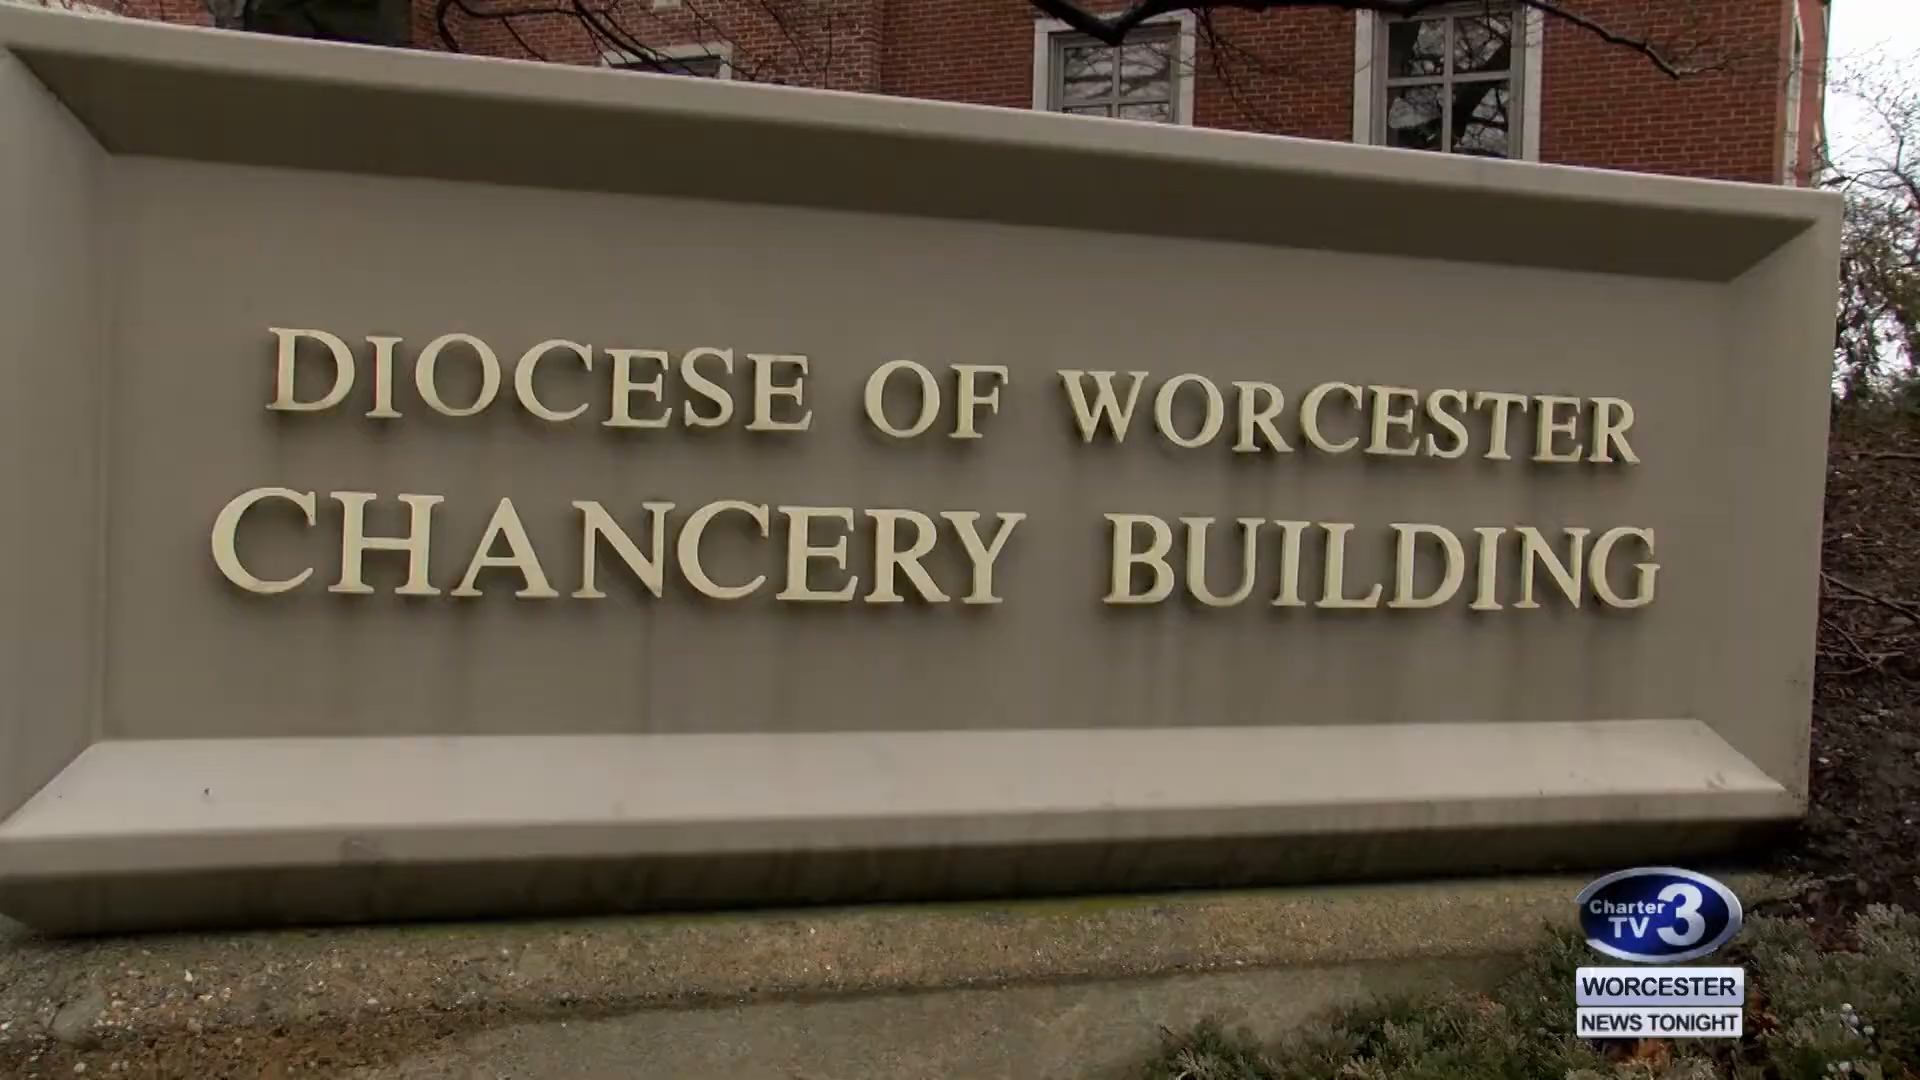 DIOCESE OF WORCESTER
CHANCERY BUILDING
Charter
TV 3
WORCESTER
NEWS TONIGHT